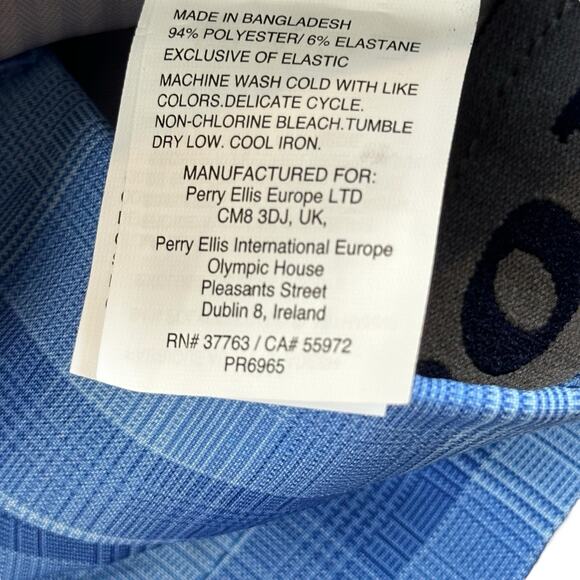 MADE IN BANGLADESH
94% POLYESTER/ 6% ELASTANE
EXCLUSIVE OF ELASTIC
MACHINE WASH COLD WITH LIKE
COLORS.DELICATE CYCLE.
NON-CHLORINE BLEACH.TUMBLE
DRY LOW. COOL IRON.
MANUFACTURED FOR:
Perry Ellis Europe LTD
CM8 3DJ, UK,
Perry Ellis International Europe
Olympic House
Pleasants Street
Dublin 8, Ireland
RN# 37763 / CA# 55972
PR6965